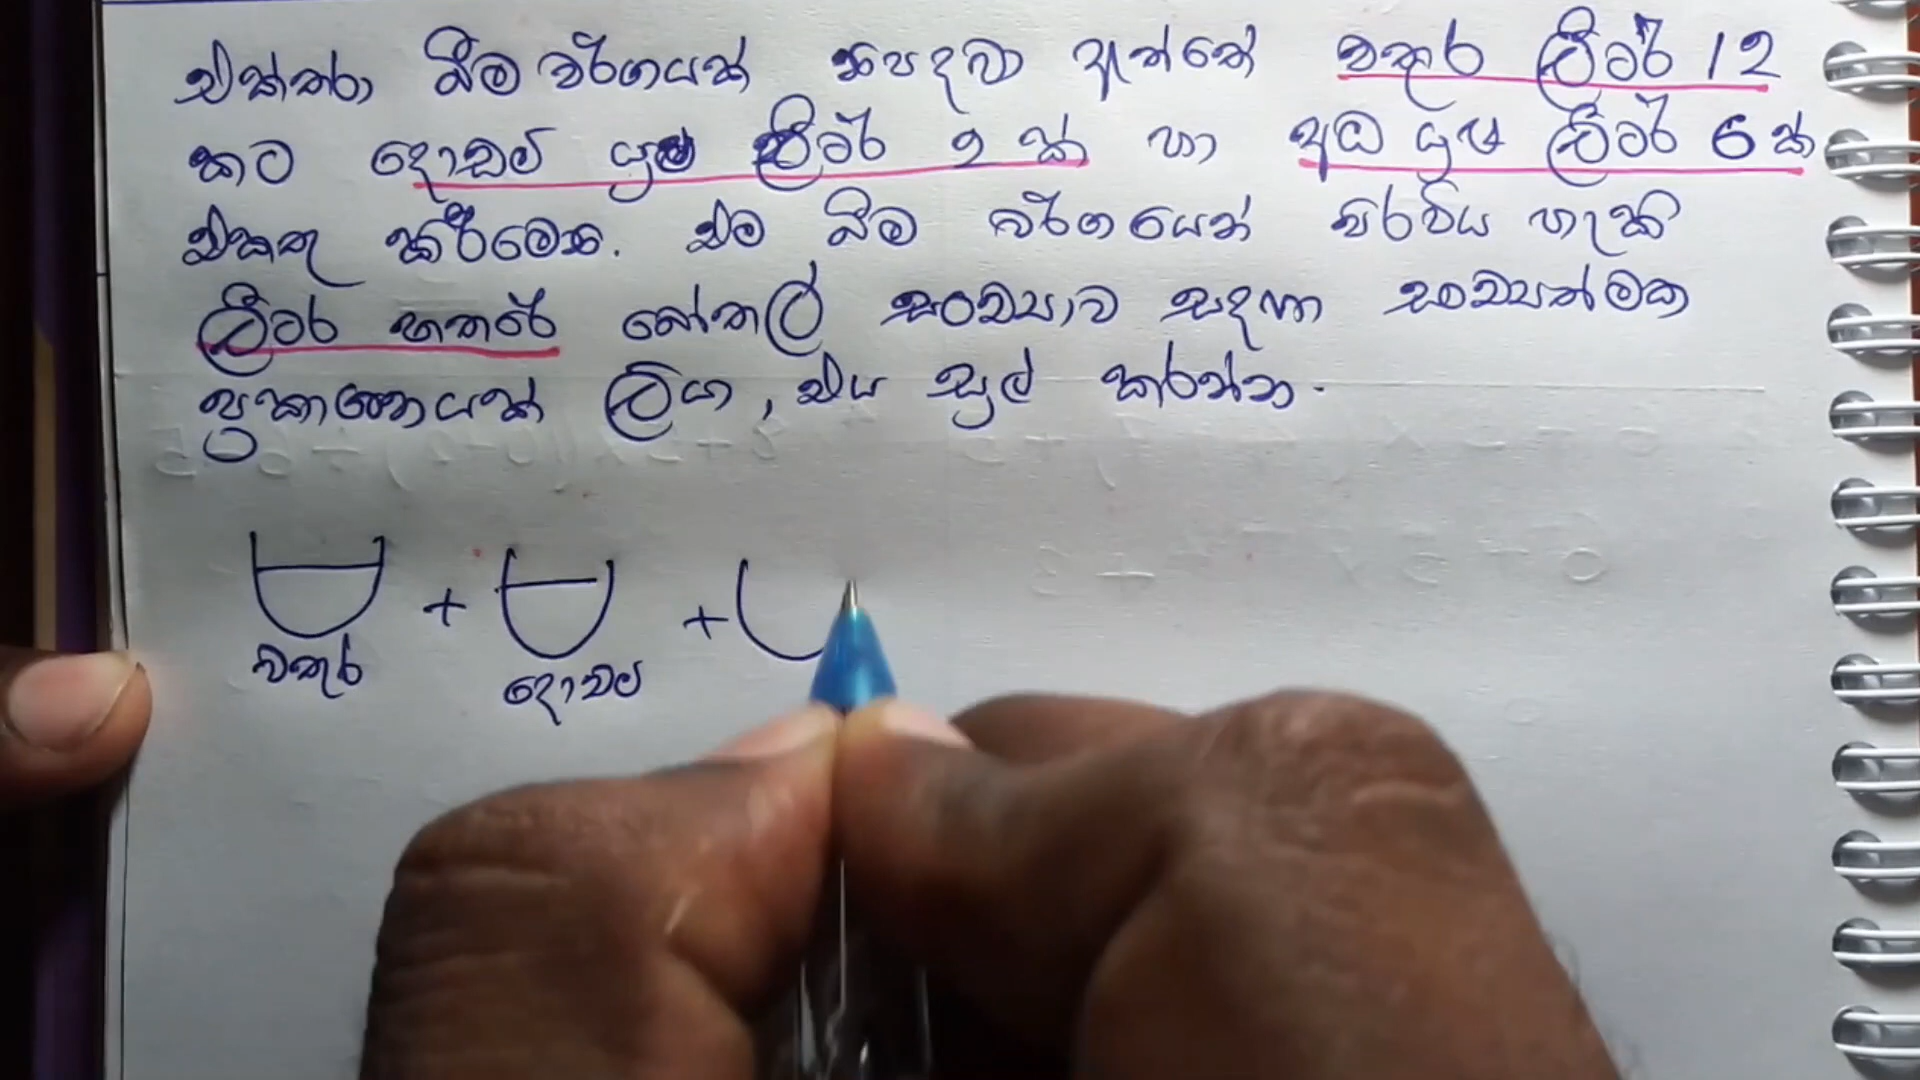 එක්තරා බීම වර්ගයක් නිපදවා ඇත්තේ වතුර ලීටර් 12
කට දොඩම් යුෂ ලීටර් 2 ක් හා අඹ යුෂ ලීටර් 6 ක්
එකතු කිරීමෙනි. එම බීම වර්ගයෙන් පිරවිය හැකි
ලීටර හතරේ බෝතල් සංඛ්‍යාව සඳහා සංඛ්‍යාත්මක
ප්‍රකාශනයක් ලියා, එය සුළු කරන්න.
+ +
වතුර දොඩම්